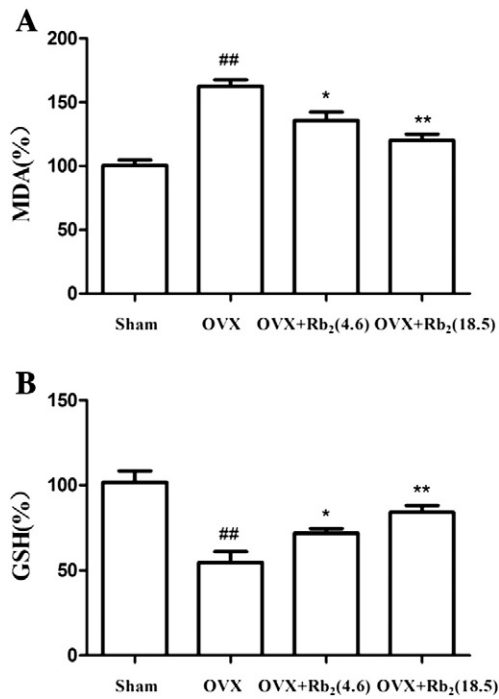 A
MDA(%)
200
150
100
50
0
##
*
**
Sham OVX OVX+Rb₂(4.6) OVX+Rb₂(18.5)
B
GSH(%)
150
100
50
0
##
*
**
Sham OVX OVX+Rb₂(4.6) OVX+Rb₂(18.5)